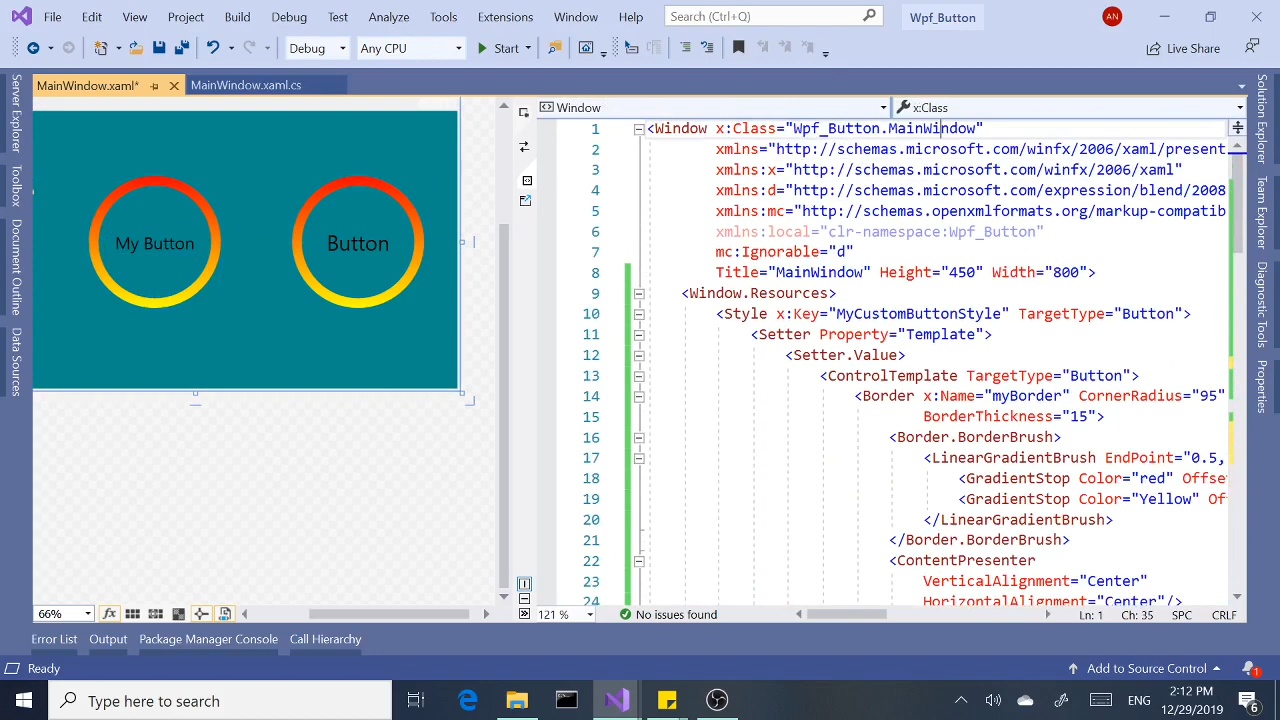 File Edit View Project Build Debug Test Analyze Tools Extensions Window Help Search (Ctrl+Q) Wpf_Button AN
Debug Any CPU Start Live Share
MainWindow.xaml* MainWindow.xaml.cs
Server Explorer
Toolbox
Document Outline
Data Sources
My Button
Button
66%
Window x:Class
1 <Window x:Class="Wpf_Button.MainWindow"
2 xmlns="http://schemas.microsoft.com/winfx/2006/xaml/present
3 xmlns:x="http://schemas.microsoft.com/winfx/2006/xaml"
4 xmlns:d="http://schemas.microsoft.com/expression/blend/2008
5 xmlns:mc="http://schemas.openxmlformats.org/markup-compatib
6 xmlns:local="clr-namespace:Wpf_Button"
7 mc:Ignorable="d"
8 Title="MainWindow" Height="450" Width="800">
9 <Window.Resources>
10 <Style x:Key="MyCustomButtonStyle" TargetType="Button">
11 <Setter Property="Template">
12 <Setter.Value>
13 <ControlTemplate TargetType="Button">
14 <Border x:Name="myBorder" CornerRadius="95"
15 BorderThickness="15">
16 <Border.BorderBrush>
17 <LinearGradientBrush EndPoint="0.5,
18 <GradientStop Color="red" Offset
19 <GradientStop Color="Yellow" Of
20 </LinearGradientBrush>
21 </Border.BorderBrush>
22 <ContentPresenter
23 VerticalAlignment="Center"
24 HorizontalAlignment="Center"/>
121 % No issues found Ln: 1 Ch: 35 SPC CRLF
Solution Explorer
Team Explorer
Diagnostic Tools
Properties
Error List Output Package Manager Console Call Hierarchy
Ready Add to Source Control 1
Type here to search ENG 2:12 PM
12/29/2019 6